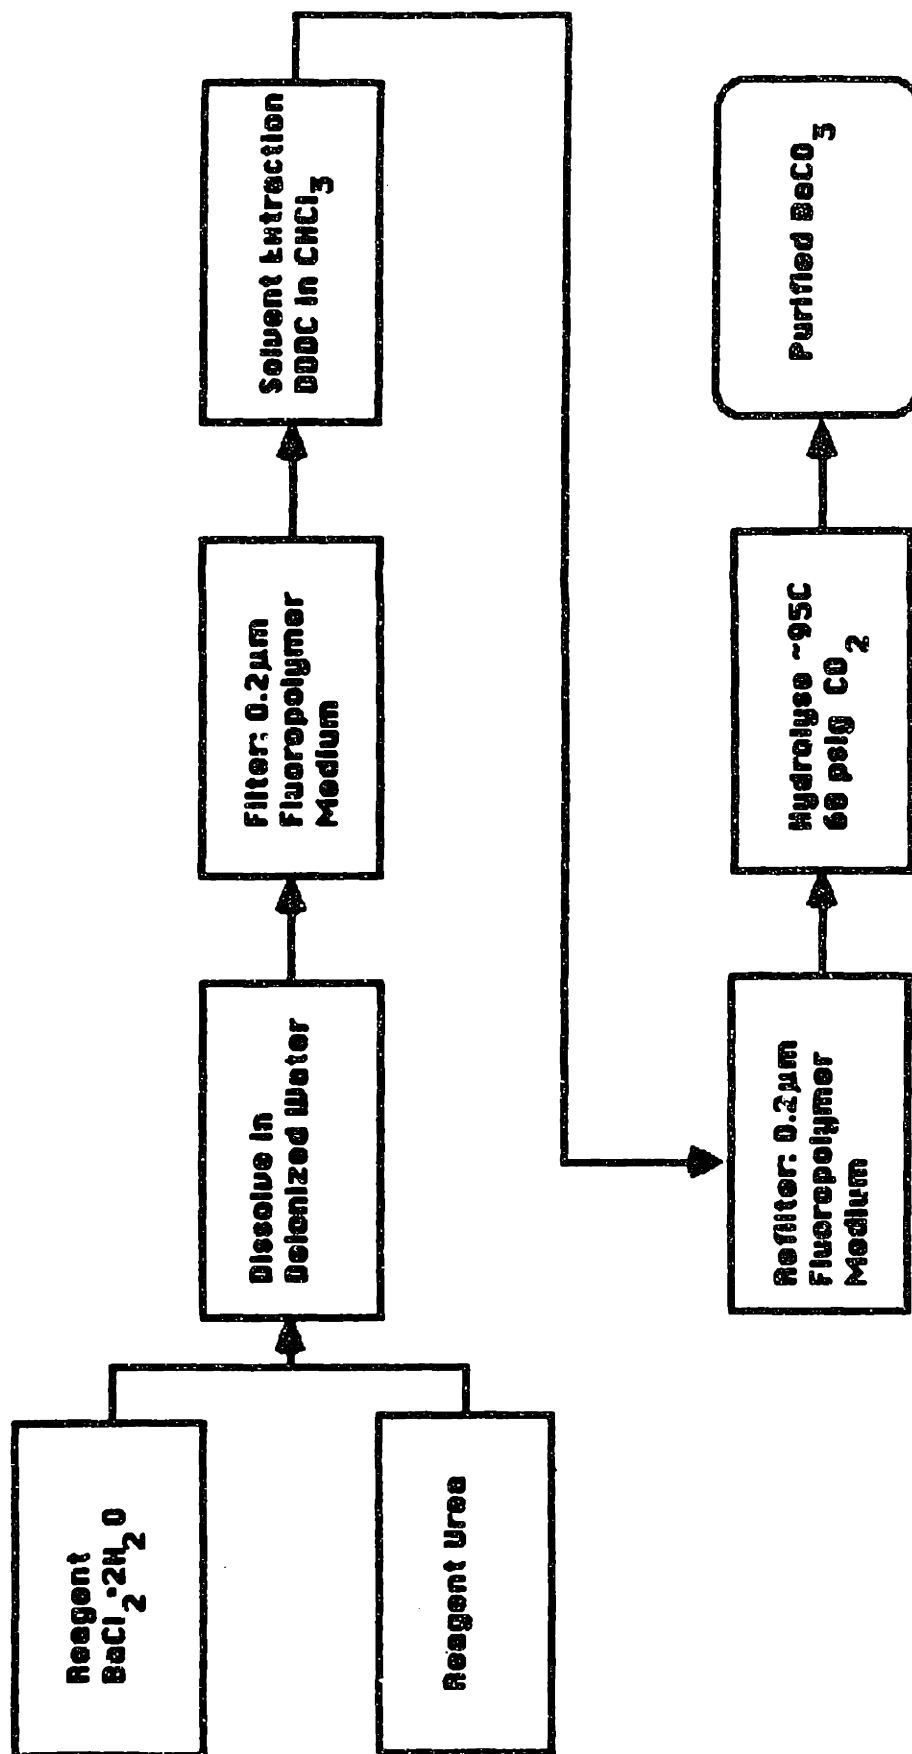 Reagent
BaCl₂•2H₂O
Reagent Urea
Dissolve in
Deionized Water
Filter: 0.2µm
Fluoropolymer
Medium
Solvent Extraction
DDDC in CHCl₃
Refilter: 0.2µm
Fluoropolymer
Medium
Hydrolyse ~95C
60 psig CO₂
Purified BaCO₃